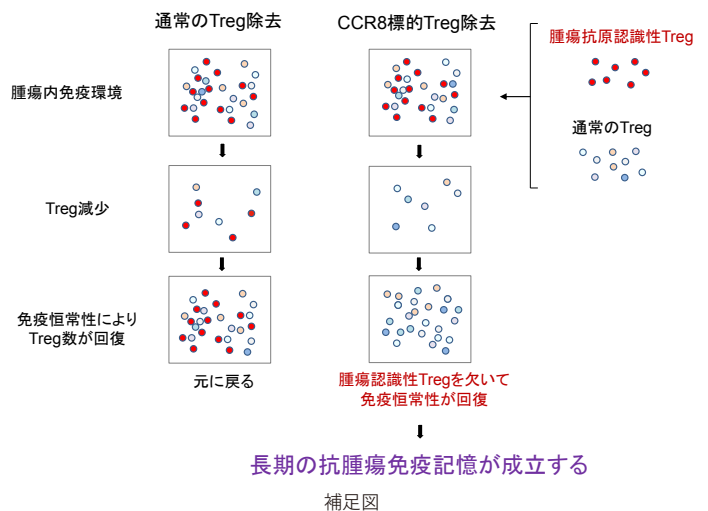 通常のTreg除去
CCR8標的Treg除去
腫瘍抗原認識性Treg
腫瘍内免疫環境
通常のTreg
Treg減少
免疫恒常性により
Treg数が回復
元に戻る
腫瘍認識性Tregを欠いて
免疫恒常性が回復
長期の抗腫瘍免疫記憶が成立する
補足図